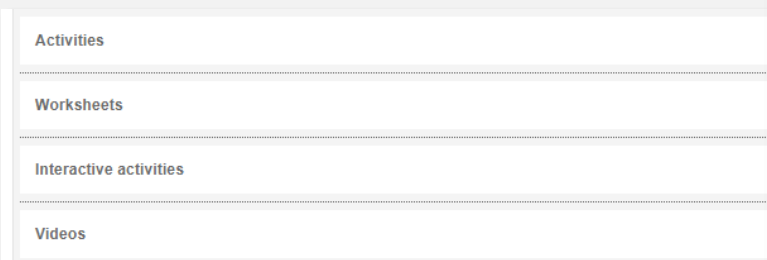 Activities
Worksheets
Interactive activities
Videos